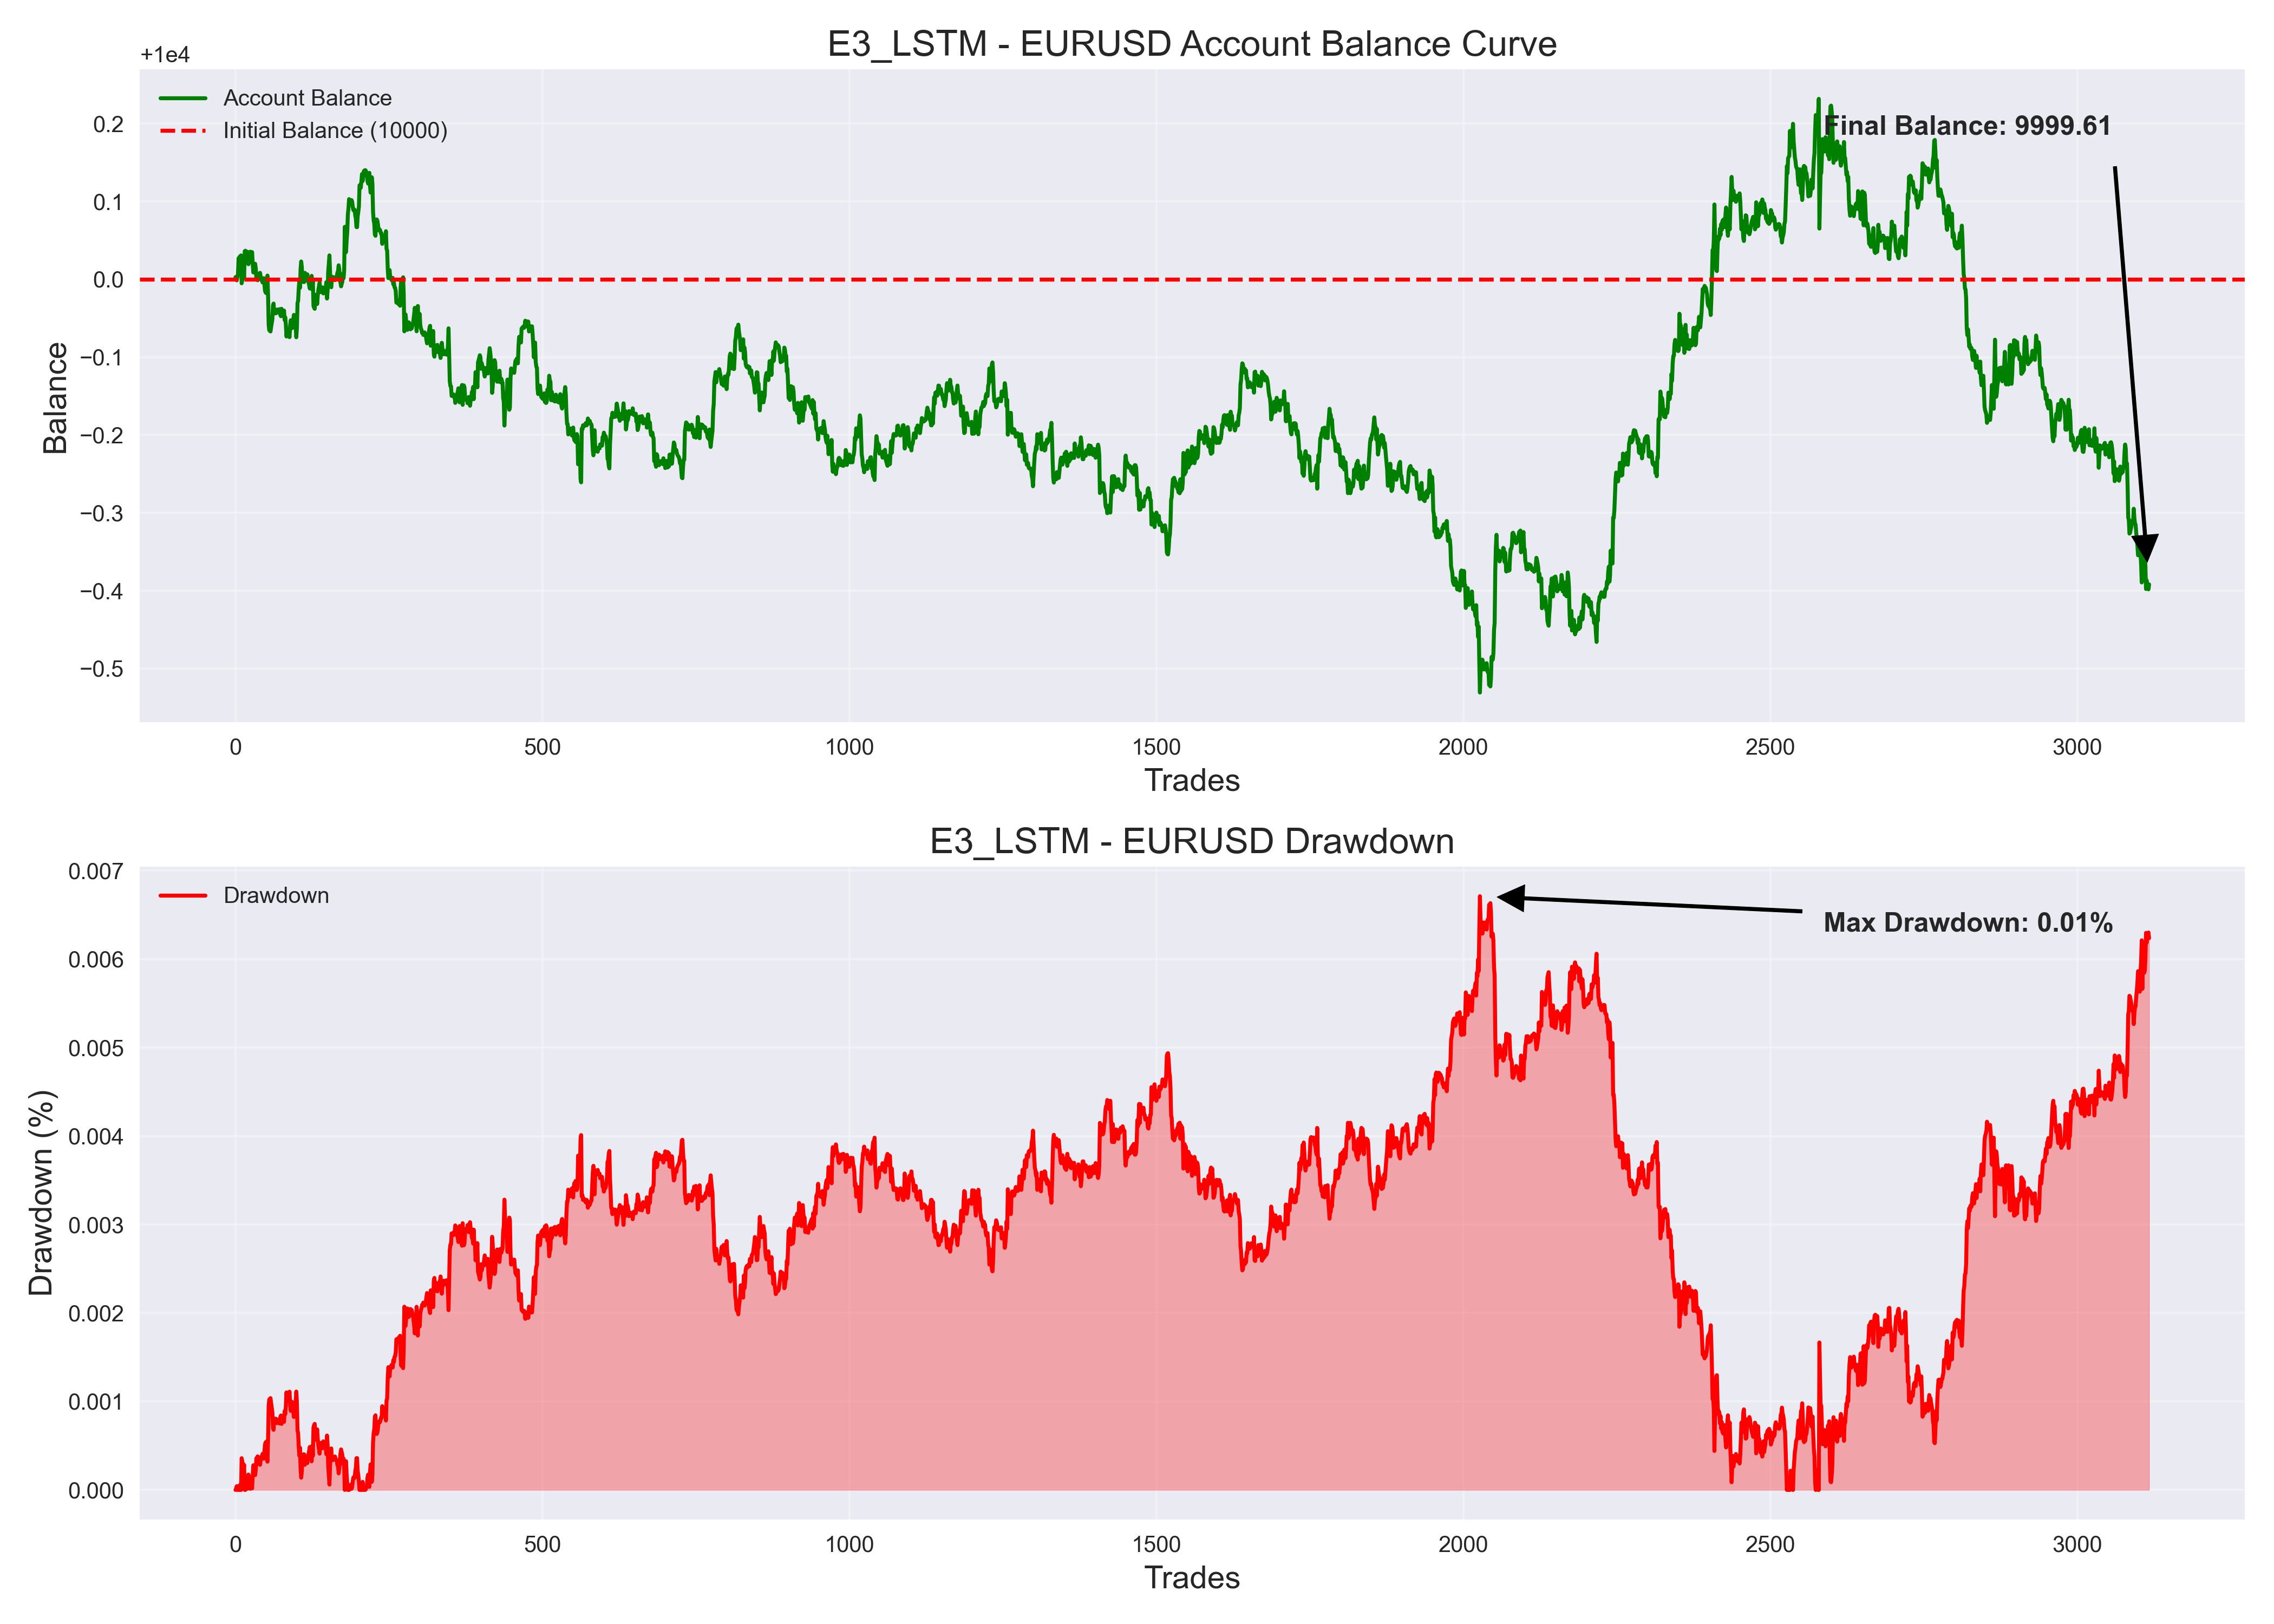 E3_LSTM - EURUSD Account Balance Curve
+1e4
Account Balance
Initial Balance (10000)
Final Balance: 9999.61
0.2
0.1
0.0
−0.1
−0.2
−0.3
−0.4
−0.5
Balance
0 500 1000 1500 2000 2500 3000
Trades
E3_LSTM - EURUSD Drawdown
Drawdown
Max Drawdown: 0.01%
0.007
0.006
0.005
0.004
0.003
0.002
0.001
0.000
Drawdown (%)
0 500 1000 1500 2000 2500 3000
Trades